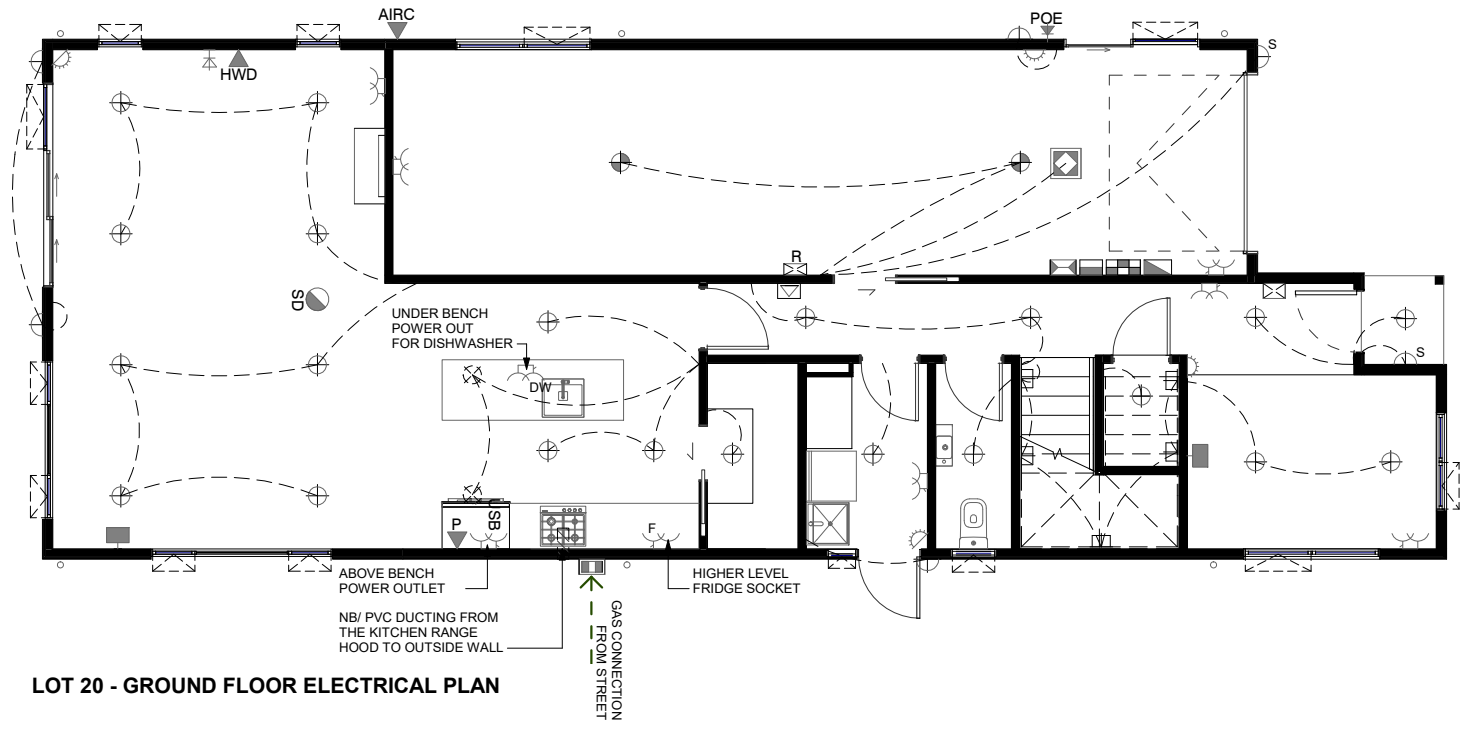 AIRC
POE
S
HWD
R
SD
UNDER BENCH
POWER OUT
FOR DISHWASHER
S
DW
P
USB
F
ABOVE BENCH
POWER OUTLET
HIGHER LEVEL
FRIDGE SOCKET
NB/ PVC DUCTING FROM
THE KITCHEN RANGE
HOOD TO OUTSIDE WALL
GAS CONNECTION
FROM STREET
LOT 20 - GROUND FLOOR ELECTRICAL PLAN